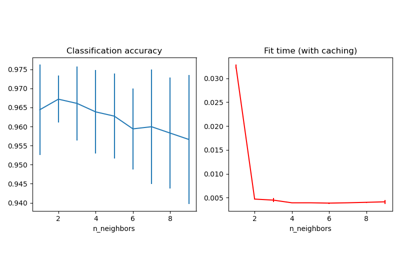 Classification accuracy
0.975
0.970
0.965
0.960
0.955
0.950
0.945
0.940
2 4 6 8
n_neighbors
Fit time (with caching)
0.030
0.025
0.020
0.015
0.010
0.005
2 4 6 8
n_neighbors